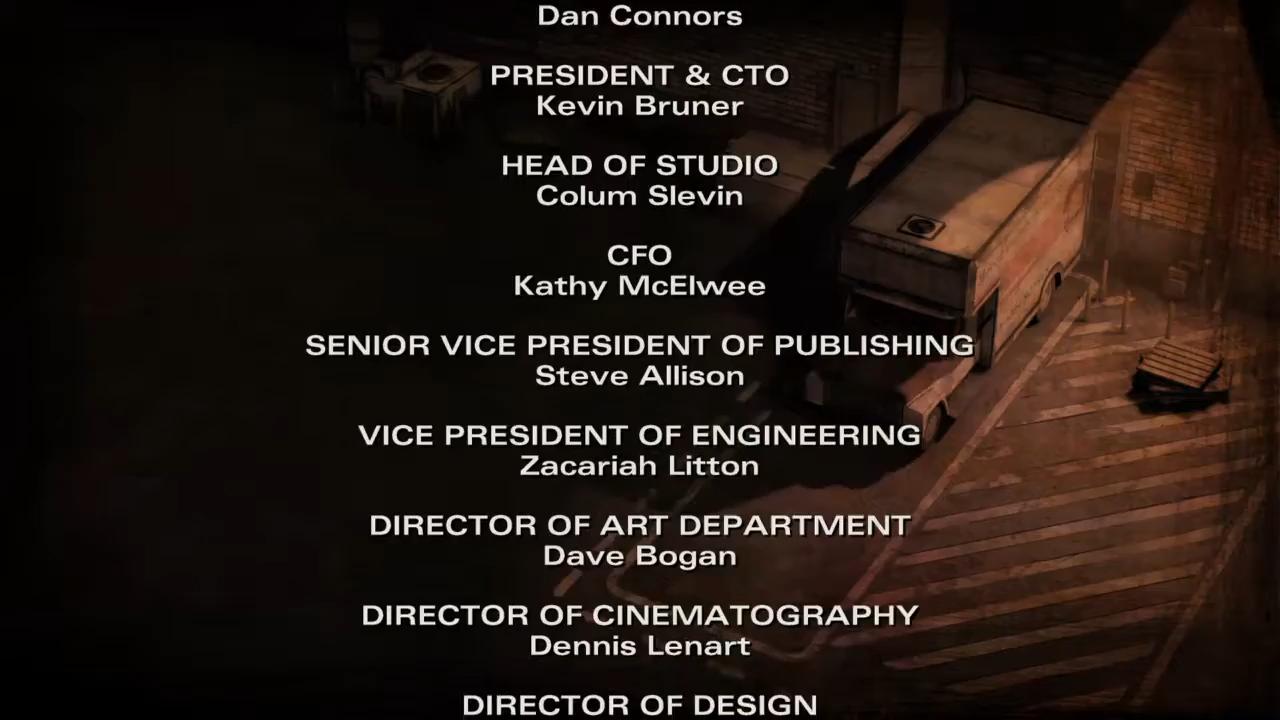 Dan Connors
PRESIDENT & CTO
Kevin Bruner
HEAD OF STUDIO
Colum Slevin
CFO
Kathy McElwee
SENIOR VICE PRESIDENT OF PUBLISHING
Steve Allison
VICE PRESIDENT OF ENGINEERING
Zacariah Litton
DIRECTOR OF ART DEPARTMENT
Dave Bogan
DIRECTOR OF CINEMATOGRAPHY
Dennis Lenart
DIRECTOR OF DESIGN